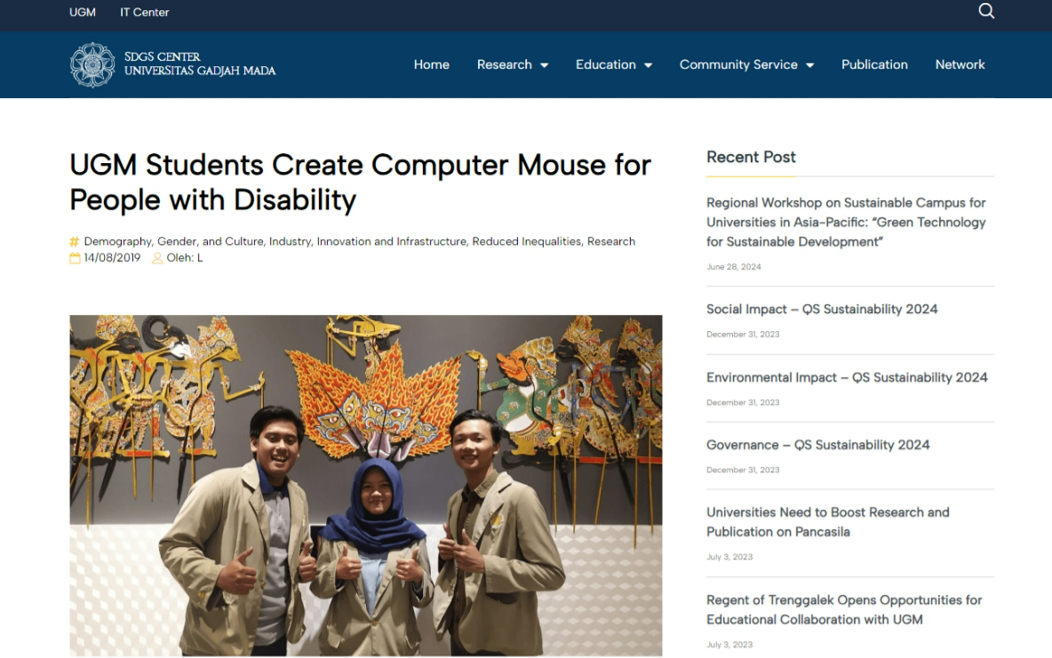 UGM IT Center
SDGS CENTER
UNIVERSITAS GADJAH MADA
Home Research Education Community Service Publication Network
UGM Students Create Computer Mouse for
People with Disability
# Demography, Gender, and Culture, Industry, Innovation and Infrastructure, Reduced Inequalities, Research
14/08/2019 Oleh: L
Recent Post
Regional Workshop on Sustainable Campus for
Universities in Asia-Pacific: “Green Technology
for Sustainable Development”
June 28, 2024
Social Impact – QS Sustainability 2024
December 31, 2023
Environmental Impact – QS Sustainability 2024
December 31, 2023
Governance – QS Sustainability 2024
December 31, 2023
Universities Need to Boost Research and
Publication on Pancasila
July 3, 2023
Regent of Trenggalek Opens Opportunities for
Educational Collaboration with UGM
July 3, 2023